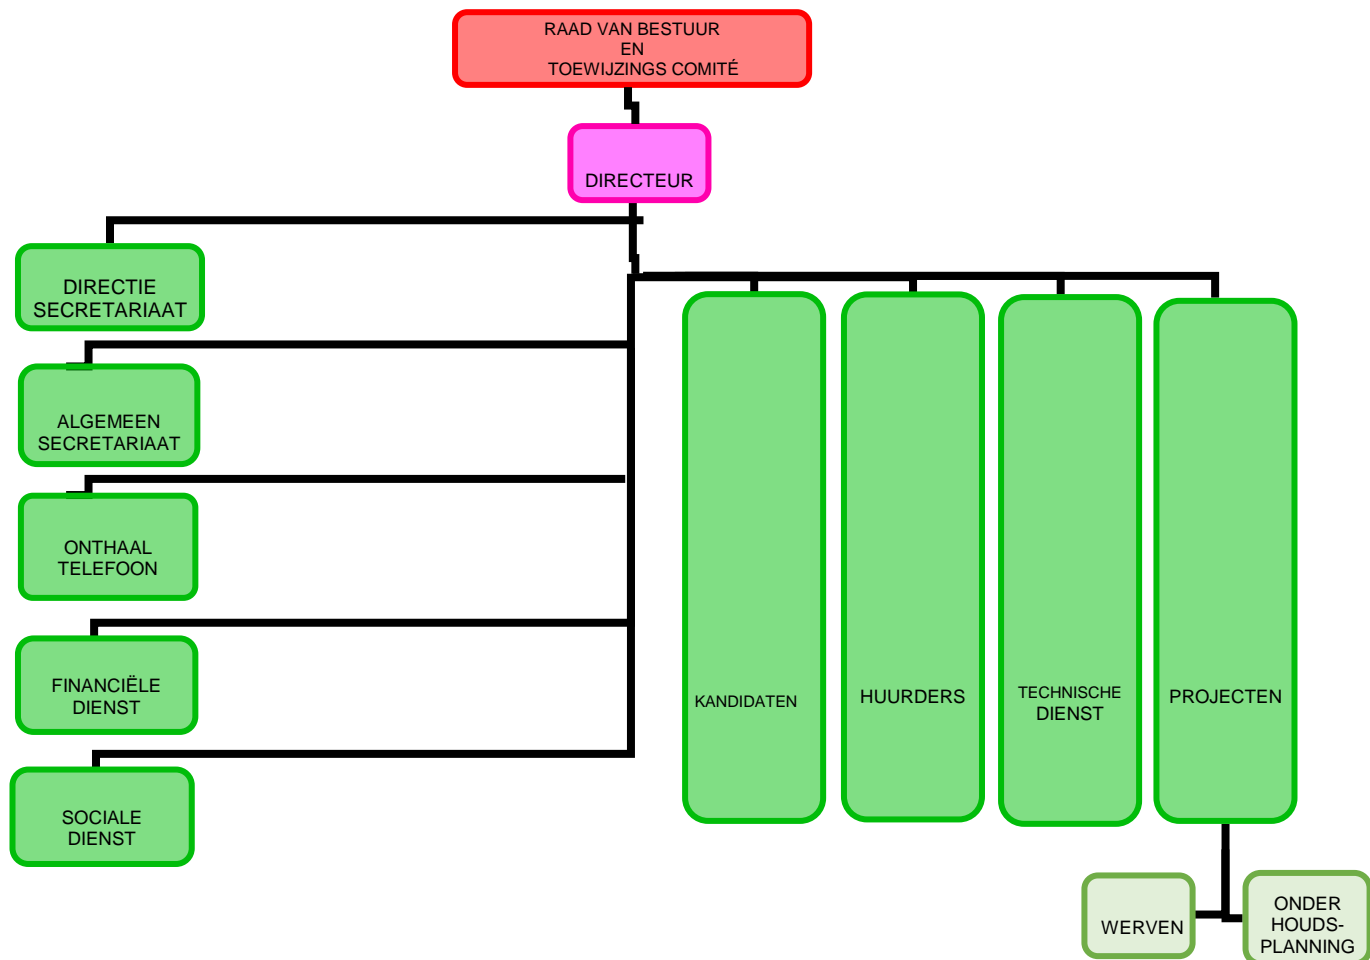 RAAD VAN BESTUUR
EN
TOEWIJZINGS COMITÉ
DIRECTEUR
DIRECTIE
SECRETARIAAT
ALGEMEEN
SECRETARIAAT
ONTHAAL
TELEFOON
FINANCIËLE
DIENST
SOCIALE
DIENST
KANDIDATEN
HUURDERS
TECHNISCHE
DIENST
PROJECTEN
WERVEN
ONDER
HOUDS-
PLANNING